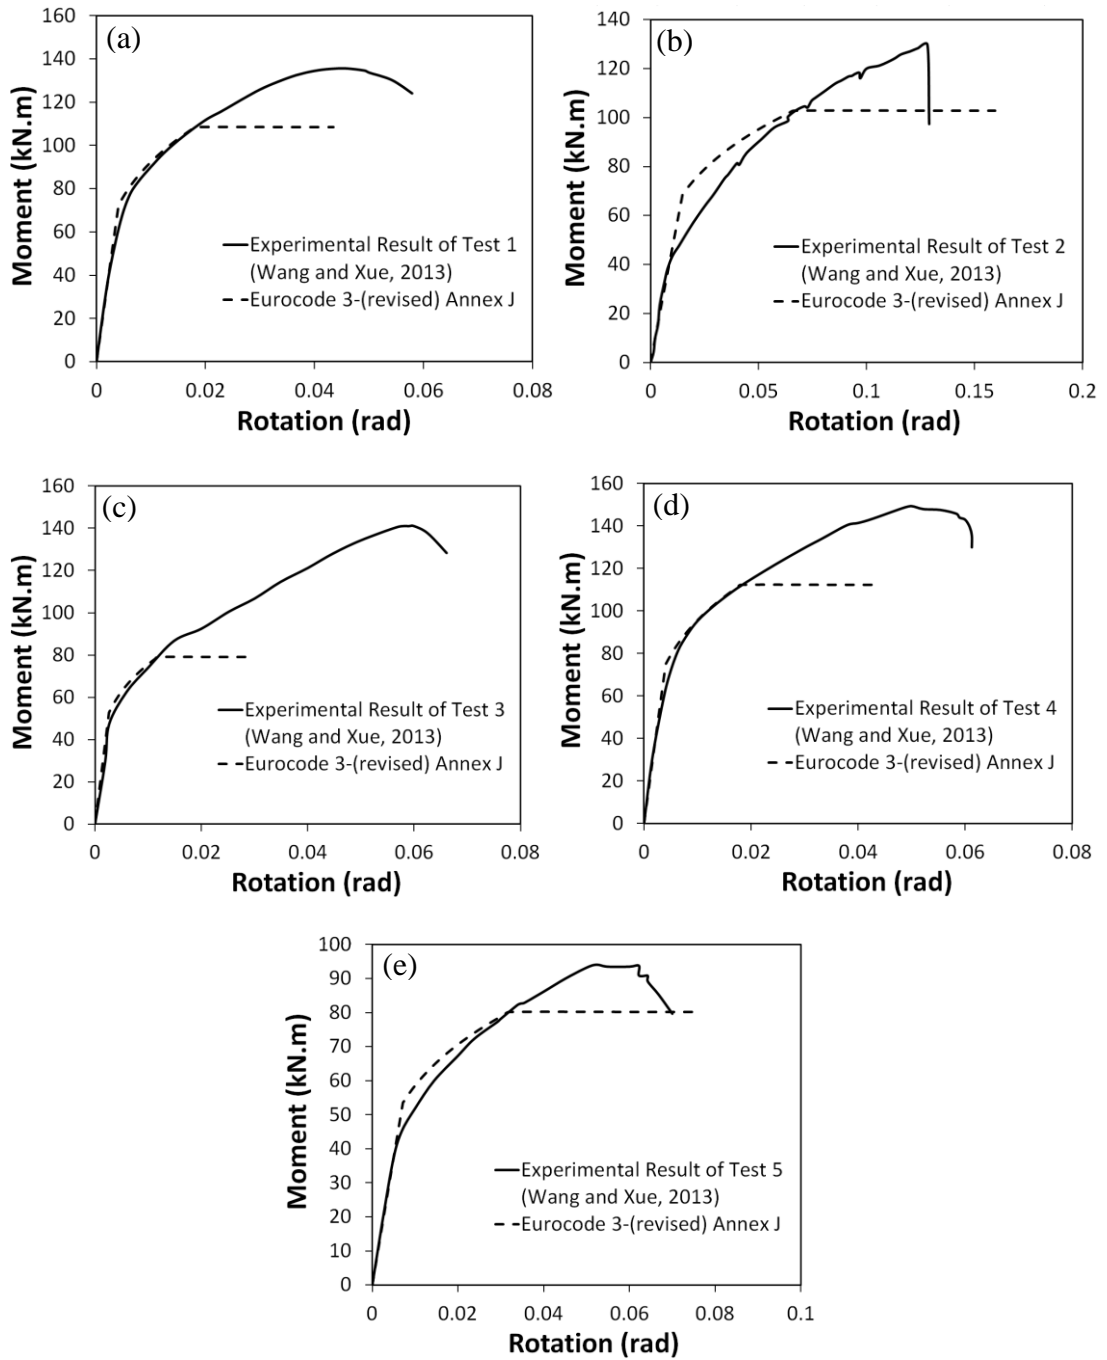 (a)
160
140
120
100
80
60
40
20
0
Moment (kN.m)
Experimental Result of Test 1
(Wang and Xue, 2013)
Eurocode 3-(revised) Annex J
0 0.02 0.04 0.06 0.08
Rotation (rad)
(b)
140
120
100
80
60
40
20
0
Moment (kN.m)
Experimental Result of Test 2
(Wang and Xue, 2013)
Eurocode 3-(revised) Annex J
0 0.05 0.1 0.15 0.2
Rotation (rad)
(c)
160
140
120
100
80
60
40
20
0
Moment (kN.m)
Experimental Result of Test 3
(Wang and Xue, 2013)
Eurocode 3-(revised) Annex J
0 0.02 0.04 0.06 0.08
Rotation (rad)
(d)
160
140
120
100
80
60
40
20
0
Moment (kN.m)
Experimental Result of Test 4
(Wang and Xue, 2013)
Eurocode 3-(revised) Annex J
0 0.02 0.04 0.06 0.08
Rotation (rad)
(e)
100
90
80
70
60
50
40
30
20
10
0
Moment (kN.m)
Experimental Result of Test 5
(Wang and Xue, 2013)
Eurocode 3-(revised) Annex J
0 0.02 0.04 0.06 0.08 0.1
Rotation (rad)